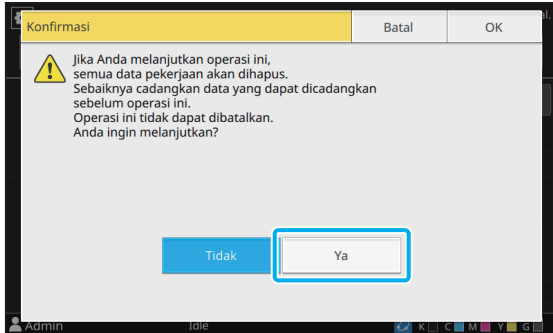 Konfirmasi
Batal
OK
Jika Anda melanjutkan operasi ini,
semua data pekerjaan akan dihapus.
Sebaiknya cadangkan data yang dapat dicadangkan
sebelum operasi ini.
Operasi ini tidak dapat dibatalkan.
Anda ingin melanjutkan?
Tidak
Ya
Admin
Idle
K C M Y G